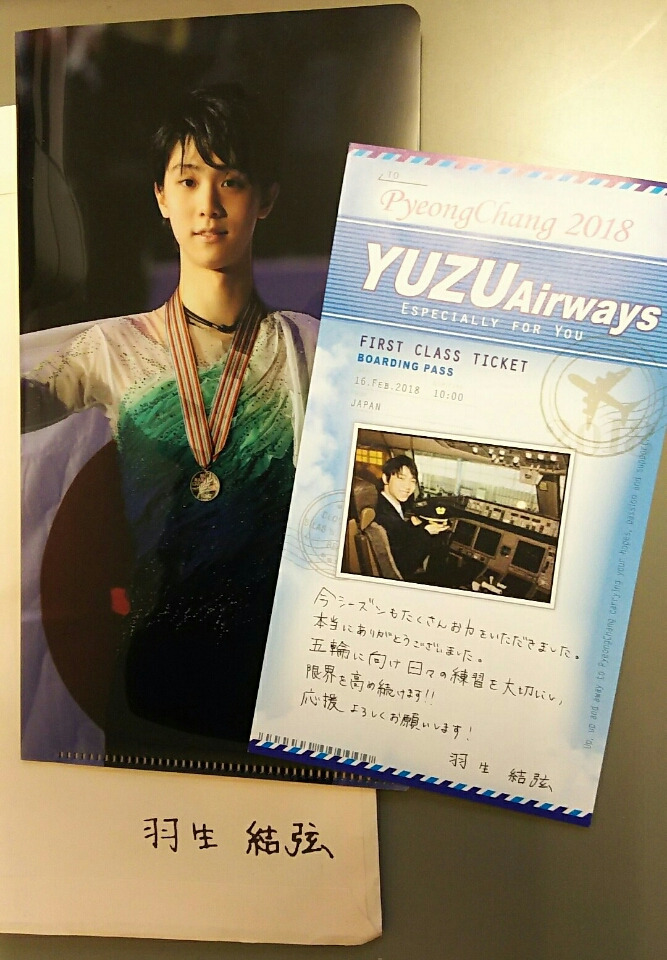 TO
PyeongChang 2018
YUZU Airways
ESPECIALLY FOR YOU
FIRST CLASS TICKET
BOARDING PASS
16.FEB.2018 10:00
JAPAN
今シーズンもたくさんお力をいただきました。
本当にありがとうございました。
五輪に向け日々の練習を大切にし、
限界を高め続けます!!
応援よろしくお願いします!
羽生 結弦
羽生 結弦